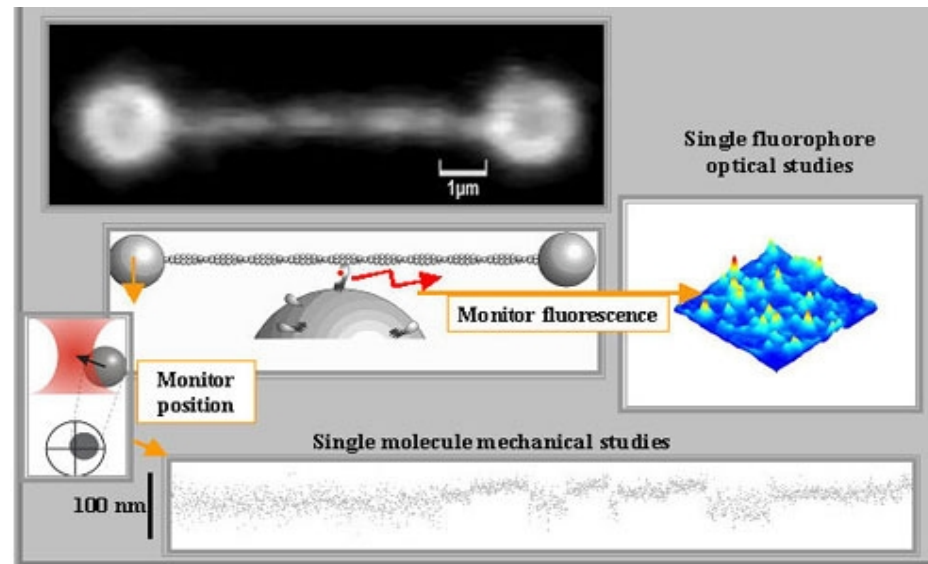 1μm
Single fluorophore
optical studies
Monitor fluorescence
Monitor
position
Single molecule mechanical studies
100 nm